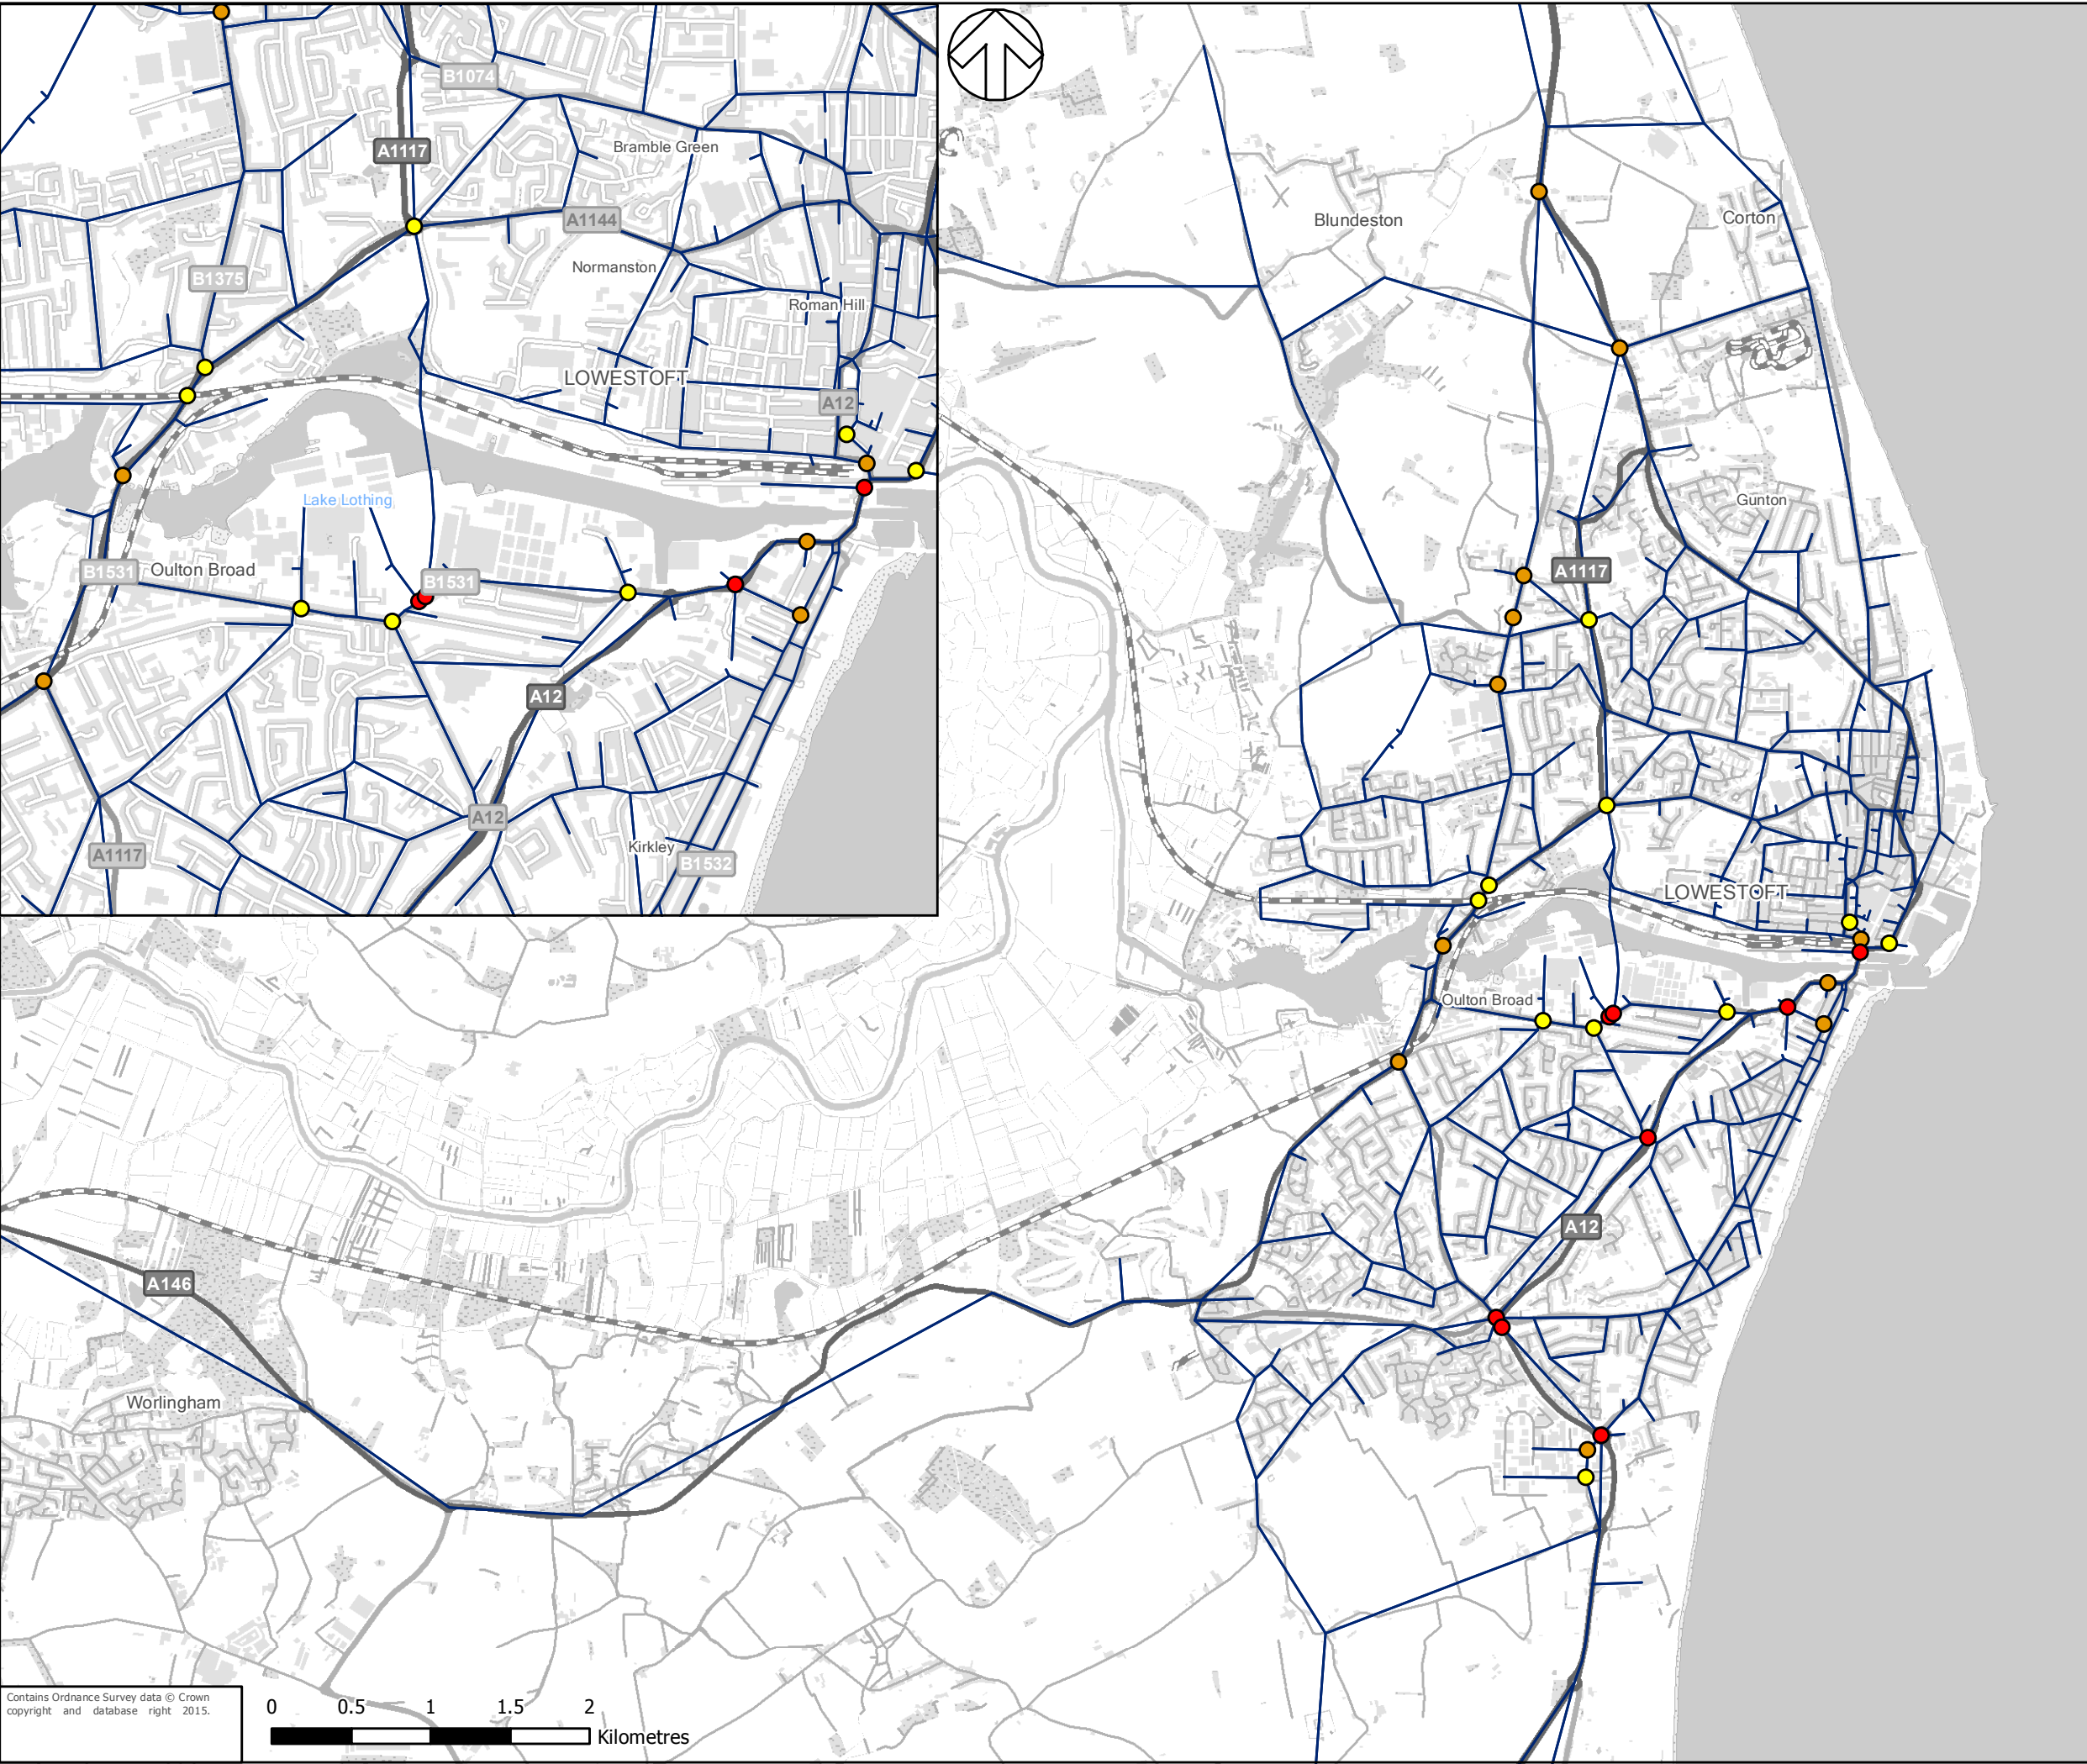 B1074
A1117
Bramble Green
A1144
Normanston
B1375
Roman Hill
LOWESTOFT
A12
Lake Lothing
Oulton Broad
B1531
B1531
A12
A12
Kirkley
A1117
B1532
Blundeston
Corton
Gunton
A1117
LOWESTOFT
Oulton Broad
A12
A146
Worlingham
Contains Ordnance Survey data © Crown
copyright and database right 2015.
0 0.5 1 1.5 2
Kilometres